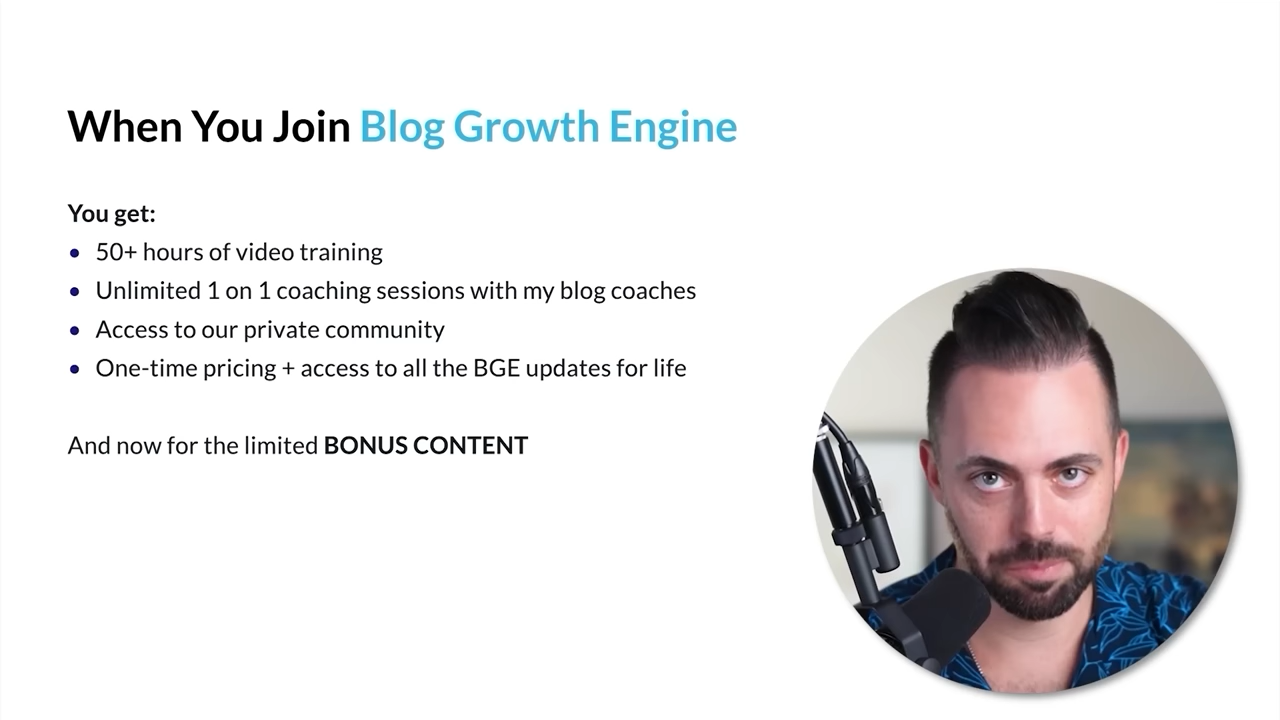 When You Join Blog Growth Engine
You get:
• 50+ hours of video training
• Unlimited 1 on 1 coaching sessions with my blog coaches
• Access to our private community
• One-time pricing + access to all the BGE updates for life
And now for the limited BONUS CONTENT